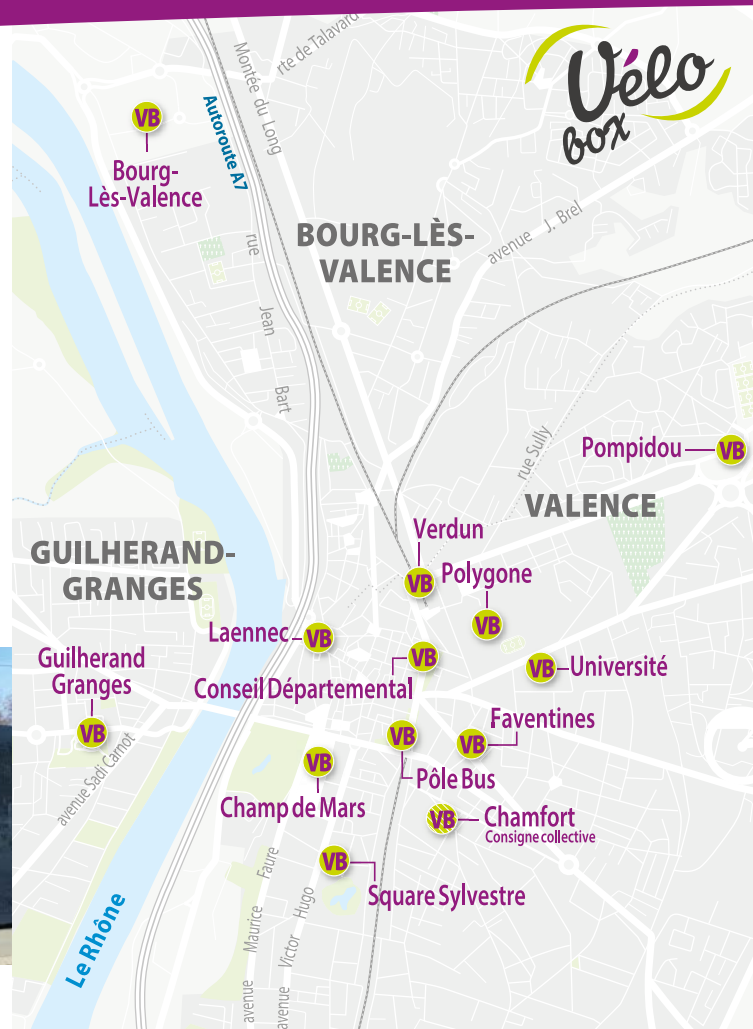 Vélo
box
rte de Talavard
Montée du Long
Autoroute A7
VB
Bourg-
Lès-Valence
BOURG-LÈS-
VALENCE
avenue J. Brel
rue Jean Bart
rue Sully
Pompidou
VB
VALENCE
GUILHERAND-
GRANGES
Verdun
VB
Polygone
VB
Laennec
VB
Conseil Départemental
VB
VB
Université
Guilherand
Granges
VB
avenue Sadi Carnot
Faventines
VB
VB
Pôle Bus
VB
Champ de Mars
VB
Chamfort
Consigne collective
VB
Square Sylvestre
avenue Maurice Faure
avenue Victor Hugo
Le Rhône